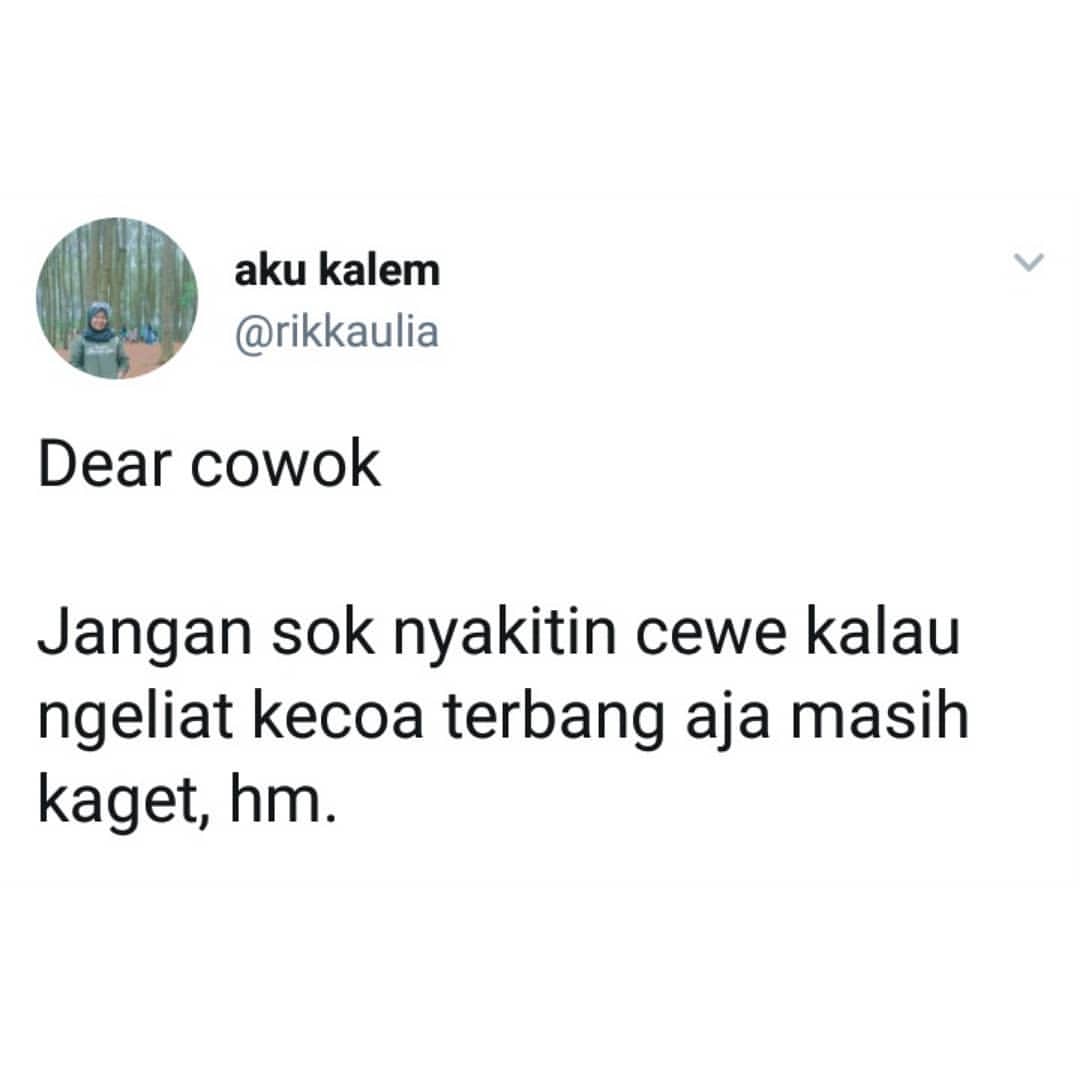 aku kalem
@rikkaulia
Dear cowok
Jangan sok nyakitin cewe kalau
ngeliat kecoa terbang aja masih
kaget, hm.